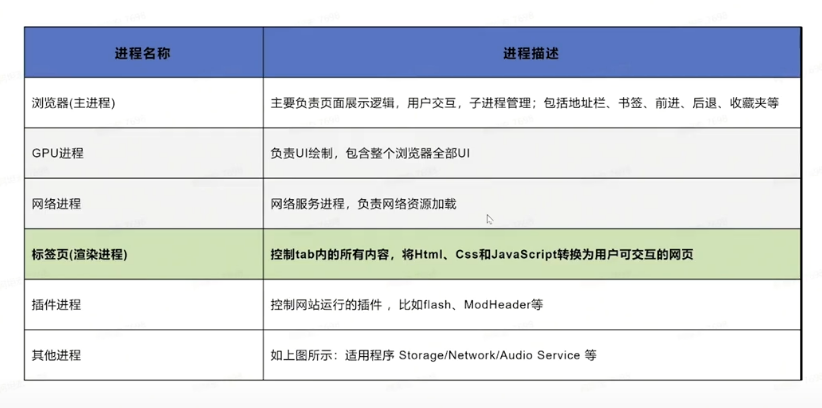 进程名称 进程描述
浏览器(主进程) 主要负责页面展示逻辑，用户交互，子进程管理；包括地址栏、书签、前进、后退、收藏夹等
GPU进程 负责UI绘制，包含整个浏览器全部UI
网络进程 网络服务进程，负责网络资源加载
标签页(渲染进程) 控制tab内的所有内容，将Html、Css和JavaScript转换为用户可交互的网页
插件进程 控制网站运行的插件 ，比如flash、ModHeader等
其他进程 如上图所示：适用程序 Storage/Network/Audio Service 等